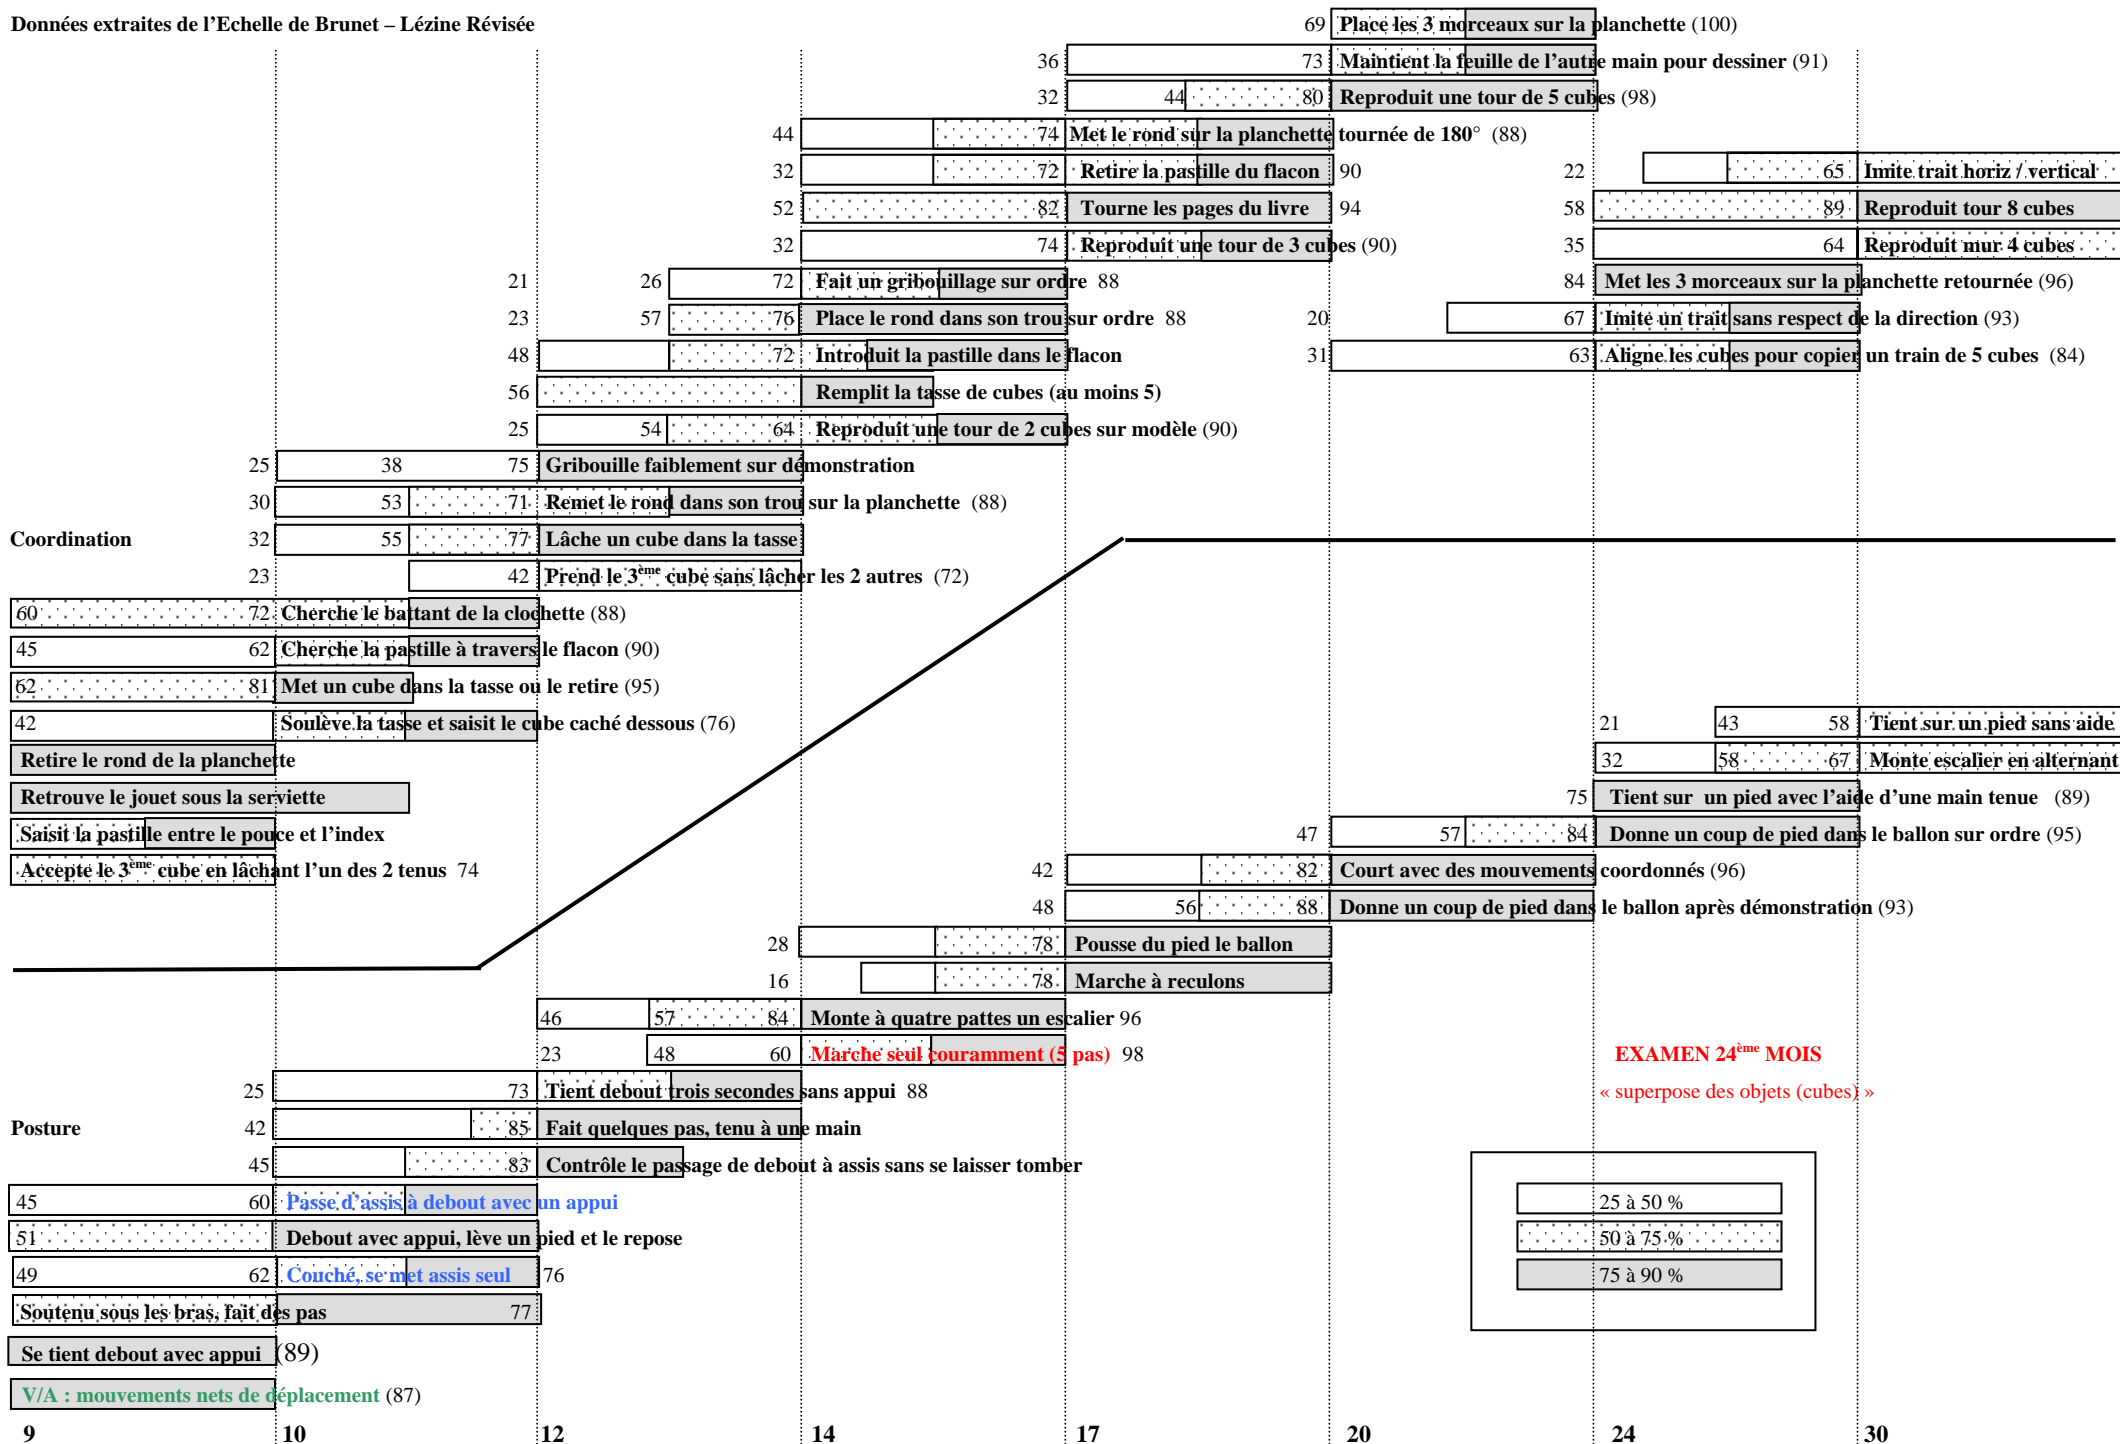 Données extraites de l'Echelle de Brunet – Lézine Révisée
69 Place les 3 morceaux sur la planchette (100)
36 73 Maintient la feuille de l'autre main pour dessiner (91)
32 44 80 Reproduit une tour de 5 cubes (98)
44 74 Met le rond sur la planchette tournée de 180° (88)
32 72 Retire la pastille du flacon 90 22 65 Imite trait horiz / vertical
52 82 Tourne les pages du livre 94 58 89 Reproduit tour 8 cubes
32 74 Reproduit une tour de 3 cubes (90) 35 64 Reproduit mur 4 cubes
21 26 72 Fait un gribouillage sur ordre 88 84 Met les 3 morceaux sur la planchette retournée (96)
23 57 76 Place le rond dans son trou sur ordre 88 20 67 Imite un trait sans respect de la direction (93)
48 72 Introduit la pastille dans le flacon 31 63 Aligne les cubes pour copier un train de 5 cubes (84)
56 Remplit la tasse de cubes (au moins 5)
25 54 64 Reproduit une tour de 2 cubes sur modèle (90)
25 38 75 Gribouille faiblement sur démonstration
30 53 71 Remet le rond dans son trou sur la planchette (88)
Coordination 32 55 77 Lâche un cube dans la tasse
23 42 Prend le 3ème cube sans lâcher les 2 autres (72)
60 72 Cherche le battant de la clochette (88)
45 62 Cherche la pastille à travers le flacon (90)
62 81 Met un cube dans la tasse ou le retire (95)
42 Soulève la tasse et saisit le cube caché dessous (76) 21 43 58 Tient sur un pied sans aide
Retire le rond de la planchette 32 58 67 Monte escalier en alternant
Retrouve le jouet sous la serviette 75 Tient sur un pied avec l'aide d'une main tenue (89)
Saisit la pastille entre le pouce et l'index 47 57 84 Donne un coup de pied dans le ballon sur ordre (95)
Accepte le 3ème cube en lâchant l'un des 2 tenus 74 42 82 Court avec des mouvements coordonnés (96)
48 56 88 Donne un coup de pied dans le ballon après démonstration (93)
28 78 Pousse du pied le ballon
16 78 Marche à reculons
46 57 84 Monte à quatre pattes un escalier 96
23 48 60 Marche seul couramment (5 pas) 98 EXAMEN 24ème MOIS
25 73 Tient debout trois secondes sans appui 88 « superpose des objets (cubes) »
Posture 42 85 Fait quelques pas, tenu à une main
45 83 Contrôle le passage de debout à assis sans se laisser tomber
45 60 Passe d'assis à debout avec un appui 25 à 50 %
51 Debout avec appui, lève un pied et le repose 50 à 75 %
49 62 Couché, se met assis seul 76 75 à 90 %
Soutenu sous les bras, fait des pas 77
Se tient debout avec appui (89)
V/A : mouvements nets de déplacement (87)
9 10 12 14 17 20 24 30